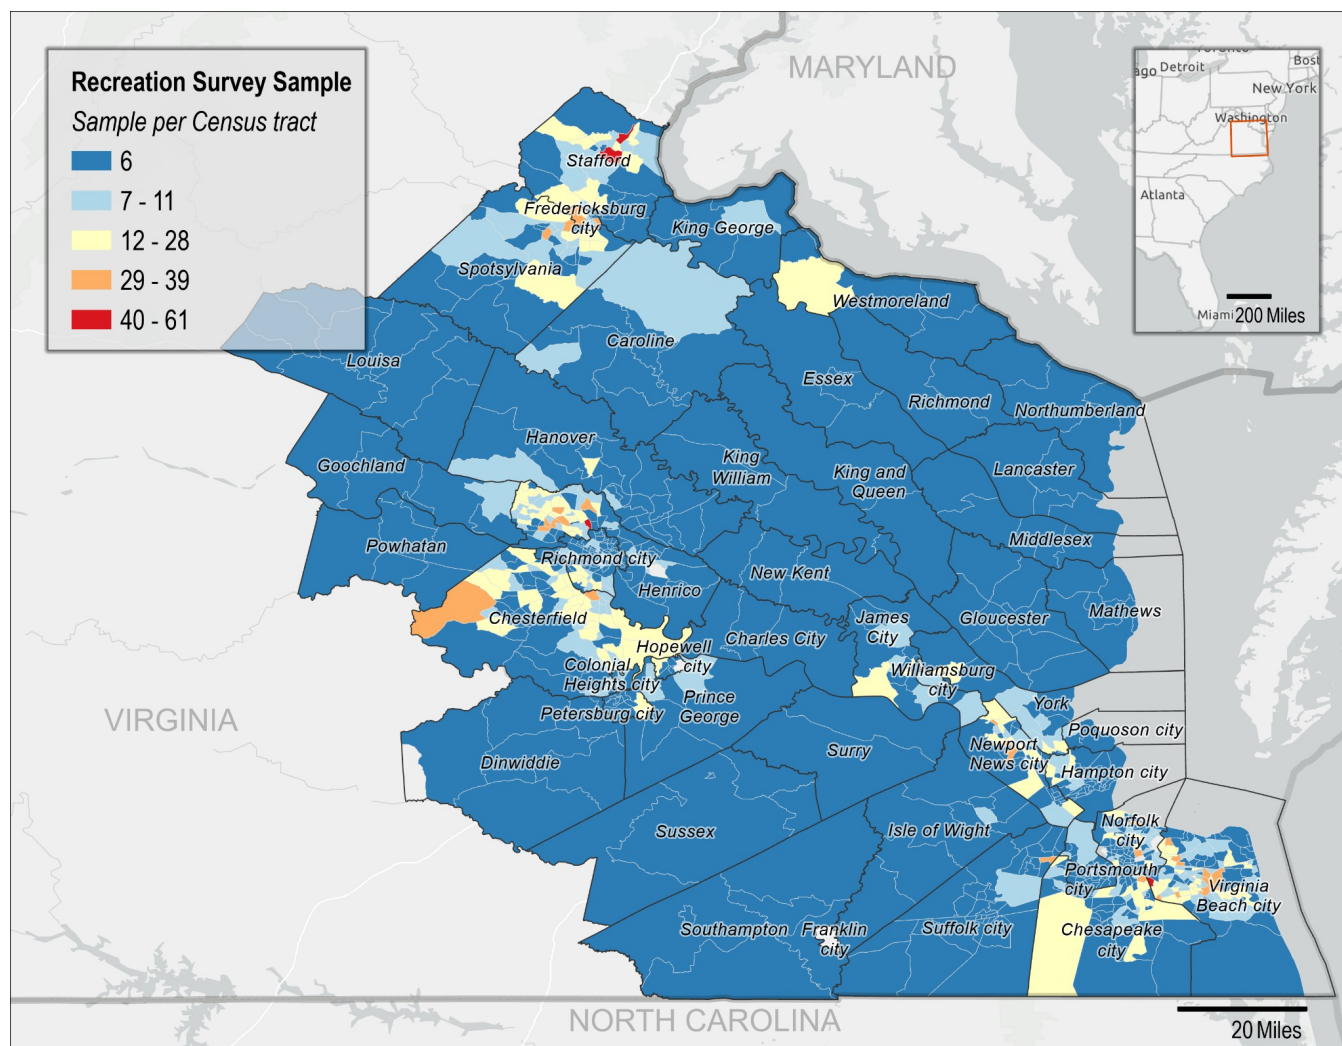 Recreation Survey Sample
Sample per Census tract
6
7 - 11
12 - 28
29 - 39
40 - 61
MARYLAND
Detroit
New York
Washington
Atlanta
Miami
200 Miles
Stafford
Fredericksburg
city
King George
Spotsylvania
Westmoreland
Caroline
Louisa
Essex
Richmond
Northumberland
Hanover
Goochland
King
William
King and
Queen
Lancaster
Powhatan
Richmond city
Middlesex
Henrico
New Kent
Mathews
Chesterfield
James
City
Gloucester
Charles City
Hopewell
city
Colonial
Heights city
Williamsburg
city
Prince
George
Petersburg city
York
VIRGINIA
Poquoson city
Surry
Newport
News city
Dinwiddie
Hampton city
Sussex
Isle of Wight
Norfolk
city
Portsmouth
city
Virginia
Beach city
Southampton
Franklin
city
Suffolk city
Chesapeake
city
NORTH CAROLINA
20 Miles